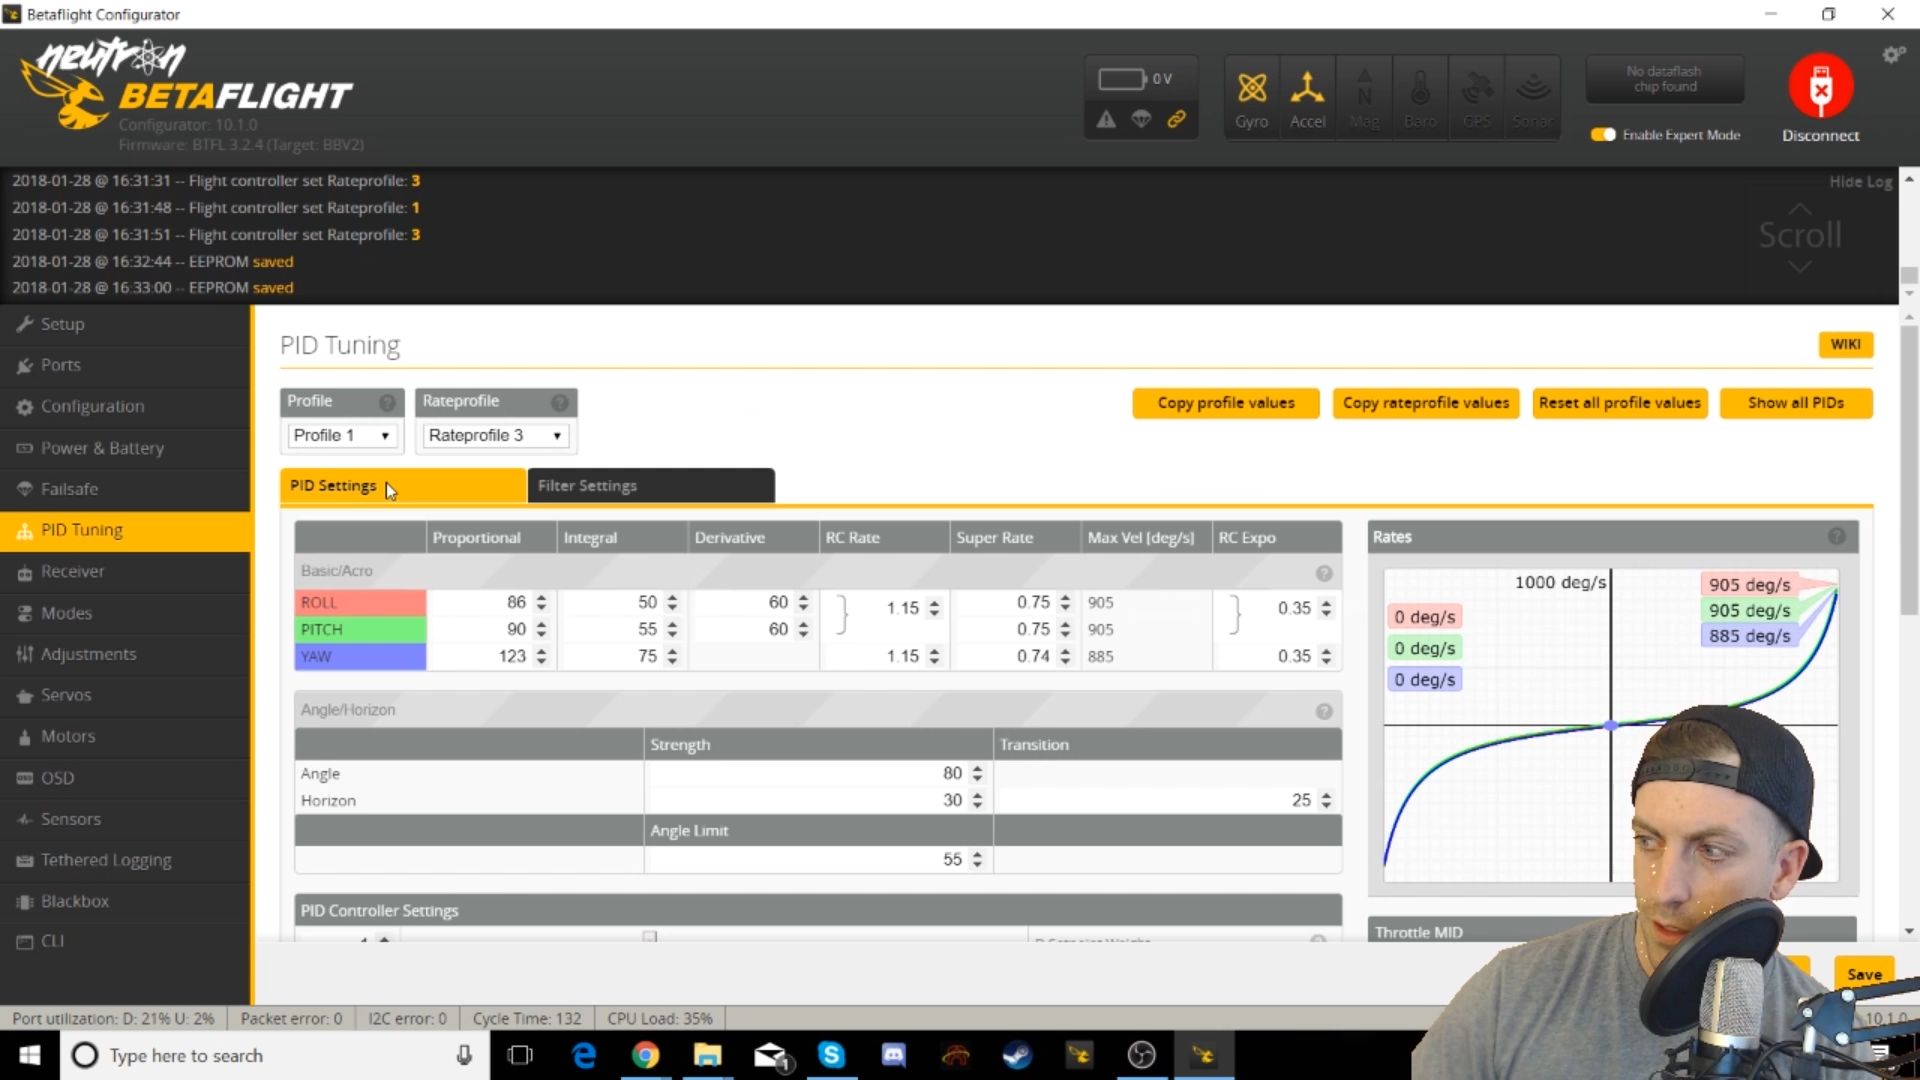 Betaflight Configurator
neutron
BETAFLIGHT
Configurator: 10.1.0
Firmware: BTFL 3.2.4 (Target: BBV2)
0 V
Gyro
Accel
Mag
Baro
GPS
Sonar
No dataflash
chip found
Enable Expert Mode
Disconnect
2018-01-28 @ 16:31:31 -- Flight controller set Rateprofile: 3
2018-01-28 @ 16:31:48 -- Flight controller set Rateprofile: 1
2018-01-28 @ 16:31:51 -- Flight controller set Rateprofile: 3
2018-01-28 @ 16:32:44 -- EEPROM saved
2018-01-28 @ 16:33:00 -- EEPROM saved
Hide Log
Scroll
Setup
Ports
Configuration
Power & Battery
Failsafe
PID Tuning
Receiver
Modes
Adjustments
Servos
Motors
OSD
Sensors
Tethered Logging
Blackbox
CLI
PID Tuning
WIKI
Profile
Profile 1
Rateprofile
Rateprofile 3
Copy profile values
Copy rateprofile values
Reset all profile values
Show all PIDs
PID Settings
Filter Settings
Proportional Integral Derivative RC Rate Super Rate Max Vel [deg/s] RC Expo
Basic/Acro
ROLL 86 50 60 1.15 0.75 905 0.35
PITCH 90 55 60 0.75 905
YAW 123 75 1.15 0.74 885 0.35
Angle/Horizon
Strength Transition
Angle 80
Horizon 30 25
Angle Limit
55
PID Controller Settings
Rates
1000 deg/s
905 deg/s
905 deg/s
885 deg/s
0 deg/s
0 deg/s
0 deg/s
Throttle MID
Save
Port utilization: D: 21% U: 2%
Packet error: 0
I2C error: 0
Cycle Time: 132
CPU Load: 35%
10.1.0
Type here to search
1